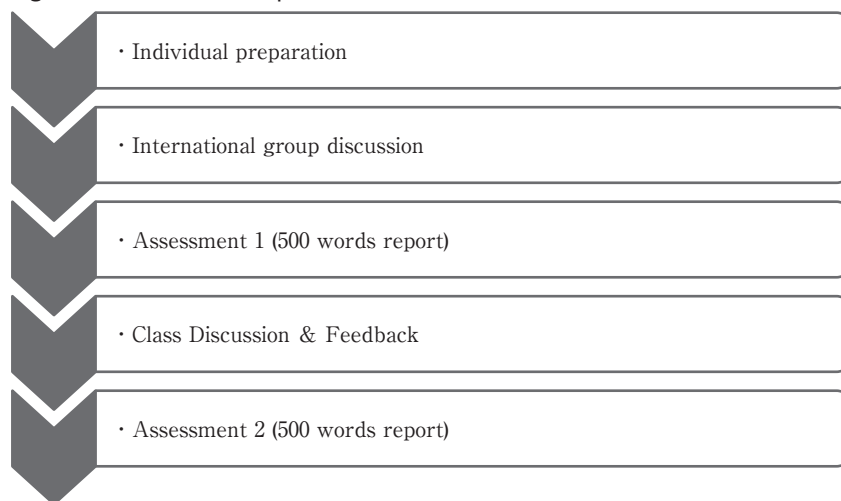 ・Individual preparation
・International group discussion
・Assessment 1 (500 words report)
・Class Discussion & Feedback
・Assessment 2 (500 words report)